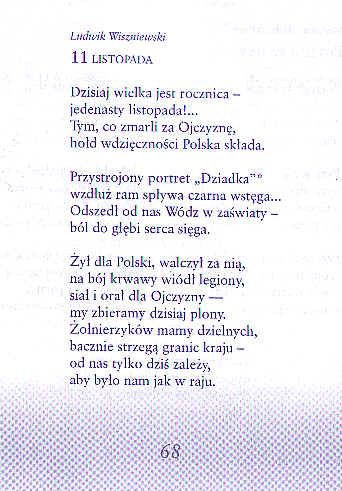 Ludwik Wiszniewski
11 LISTOPADA
Dzisiaj wielka jest rocznica –
jedenasty listopada!...
Tym, co zmarli za Ojczyznę,
hołd wdzięczności Polska składa.
Przystrojony portret „Dziadka"*
wzdłuż ram spływa czarna wstęga...
Odszedł od nas Wódz w zaświaty –
ból do głębi serca sięga.
Żył dla Polski, walczył za nią,
na bój krwawy wiódł legiony,
siał i orał dla Ojczyzny —
my zbieramy dzisiaj plony.
Żołnierzyków mamy dzielnych,
bacznie strzegą granic kraju –
od nas tylko dziś zależy,
aby było nam jak w raju.
68